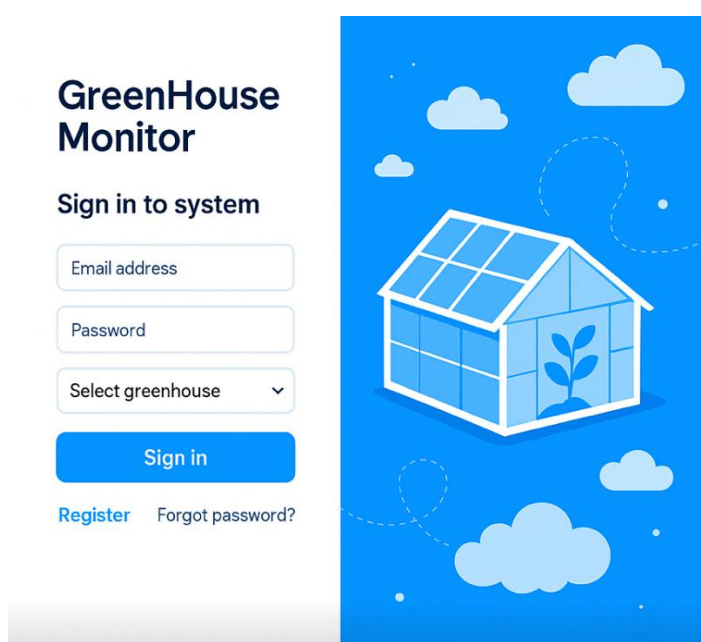 GreenHouse
Monitor
Sign in to system
Email address
Password
Select greenhouse
Sign in
Register Forgot password?